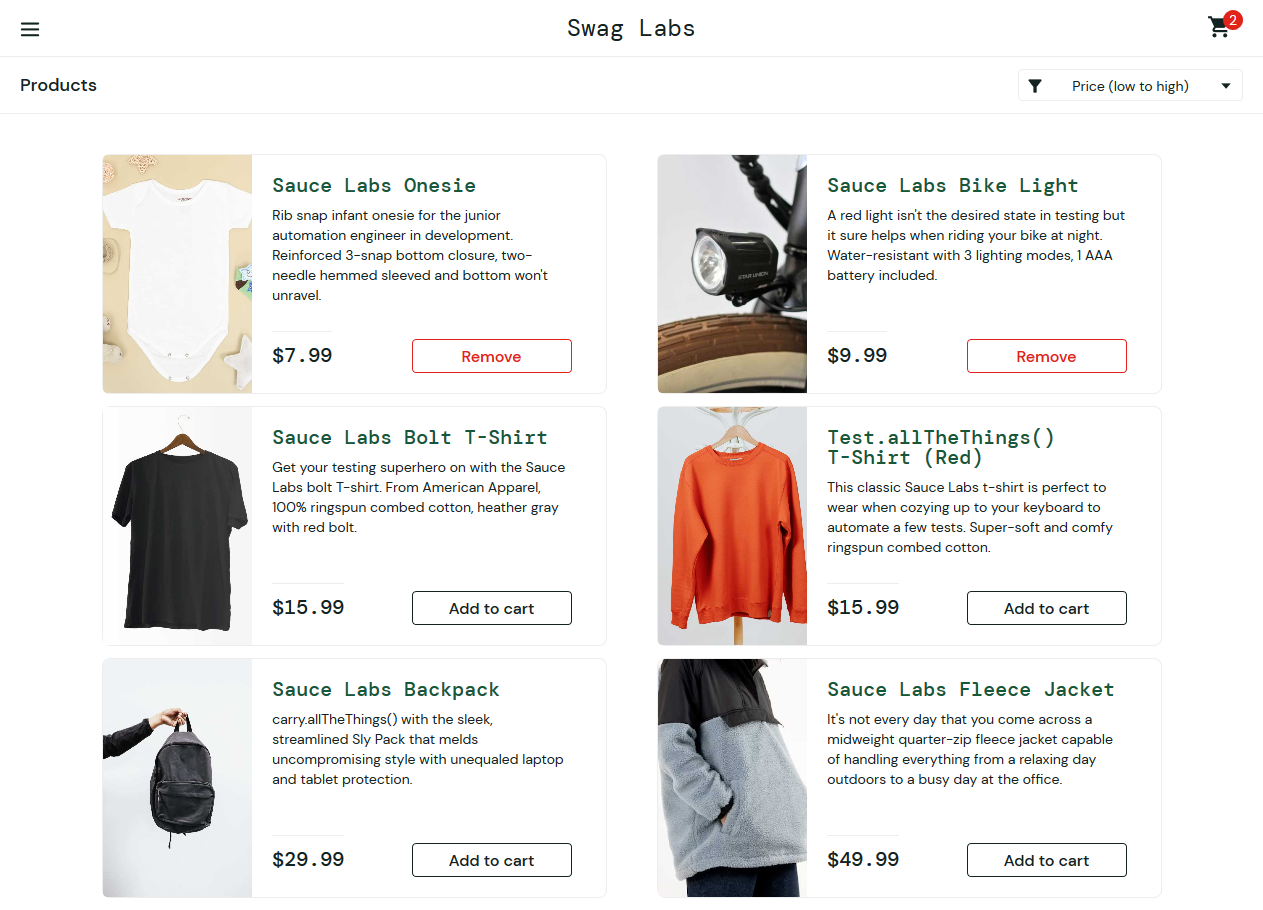 Swag Labs
2
Products
Price (low to high)
Sauce Labs Onesie
Rib snap infant onesie for the junior
automation engineer in development.
Reinforced 3-snap bottom closure, two-
needle hemmed sleeved and bottom won't
unravel.
$7.99
Remove
Sauce Labs Bike Light
A red light isn't the desired state in testing but
it sure helps when riding your bike at night.
Water-resistant with 3 lighting modes, 1 AAA
battery included.
$9.99
Remove
STAR UNION
Sauce Labs Bolt T-Shirt
Get your testing superhero on with the Sauce
Labs bolt T-shirt. From American Apparel,
100% ringspun combed cotton, heather gray
with red bolt.
$15.99
Add to cart
Test.allTheThings()
T-Shirt (Red)
This classic Sauce Labs t-shirt is perfect to
wear when cozying up to your keyboard to
automate a few tests. Super-soft and comfy
ringspun combed cotton.
$15.99
Add to cart
Sauce Labs Backpack
carry.allTheThings() with the sleek,
streamlined Sly Pack that melds
uncompromising style with unequaled laptop
and tablet protection.
$29.99
Add to cart
Sauce Labs Fleece Jacket
It's not every day that you come across a
midweight quarter-zip fleece jacket capable
of handling everything from a relaxing day
outdoors to a busy day at the office.
$49.99
Add to cart